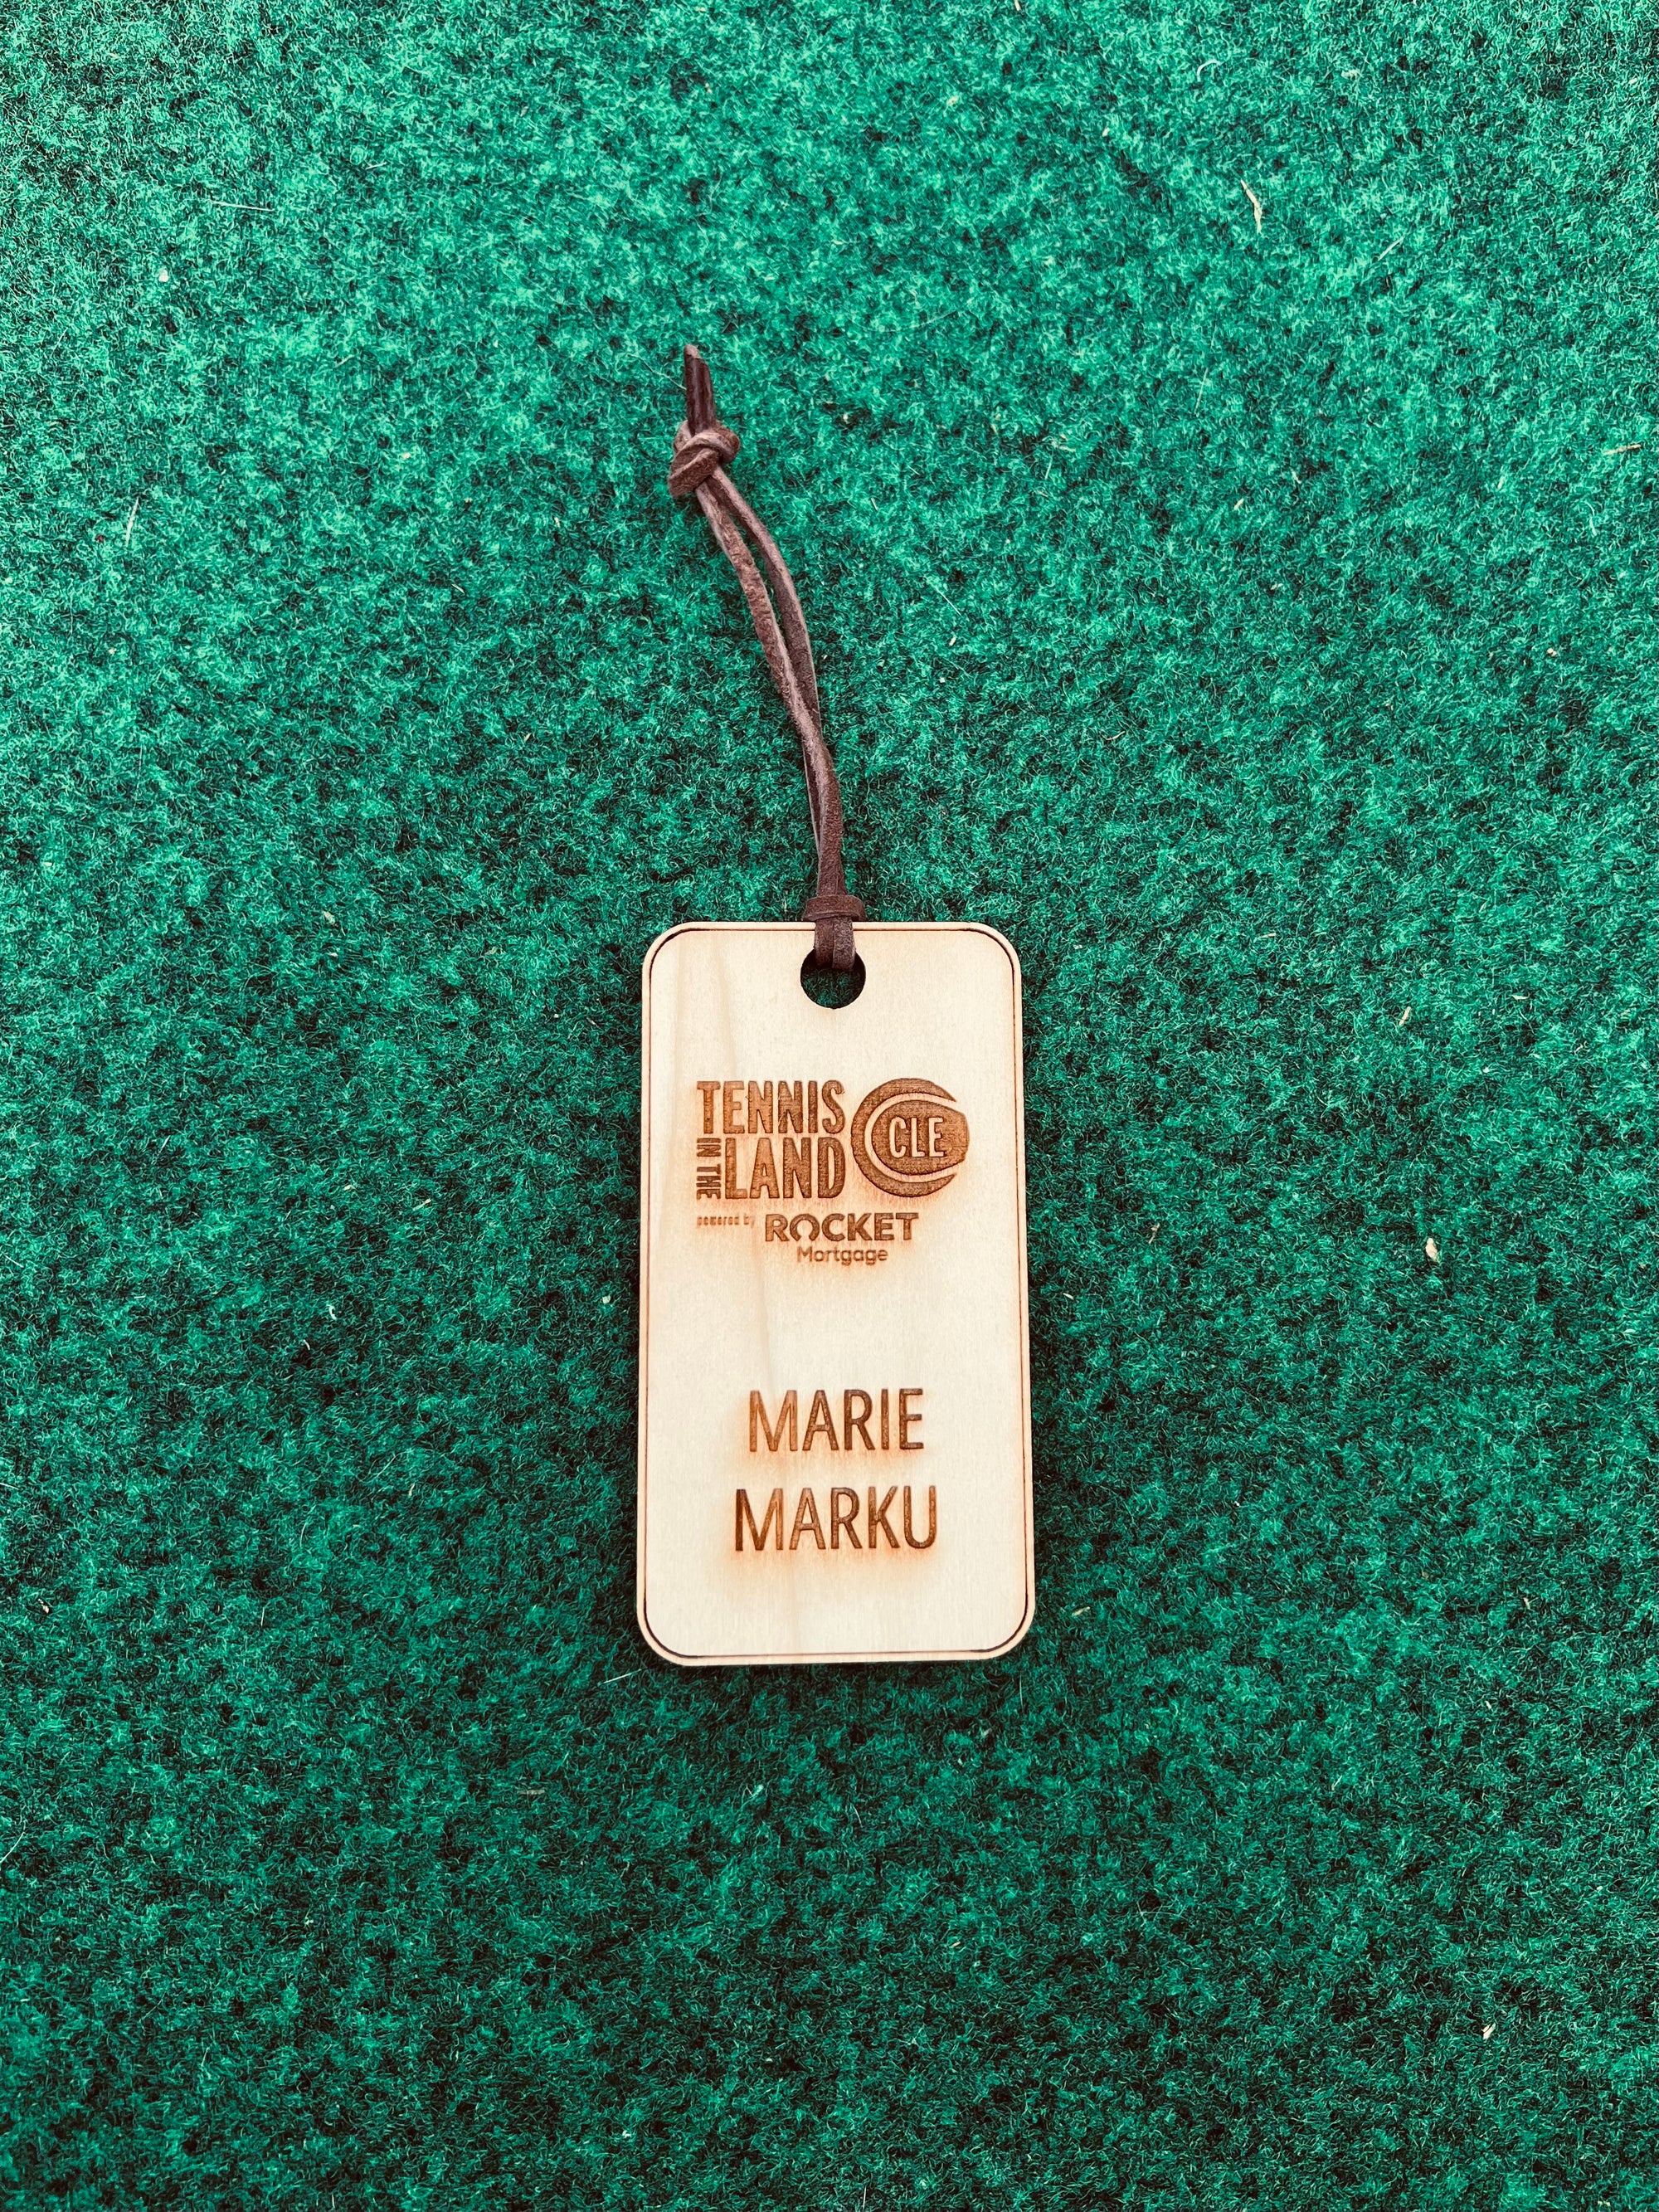 TENNIS
IN THE LAND
CLE
powered by ROCKET
Mortgage
MARIE
MARKU